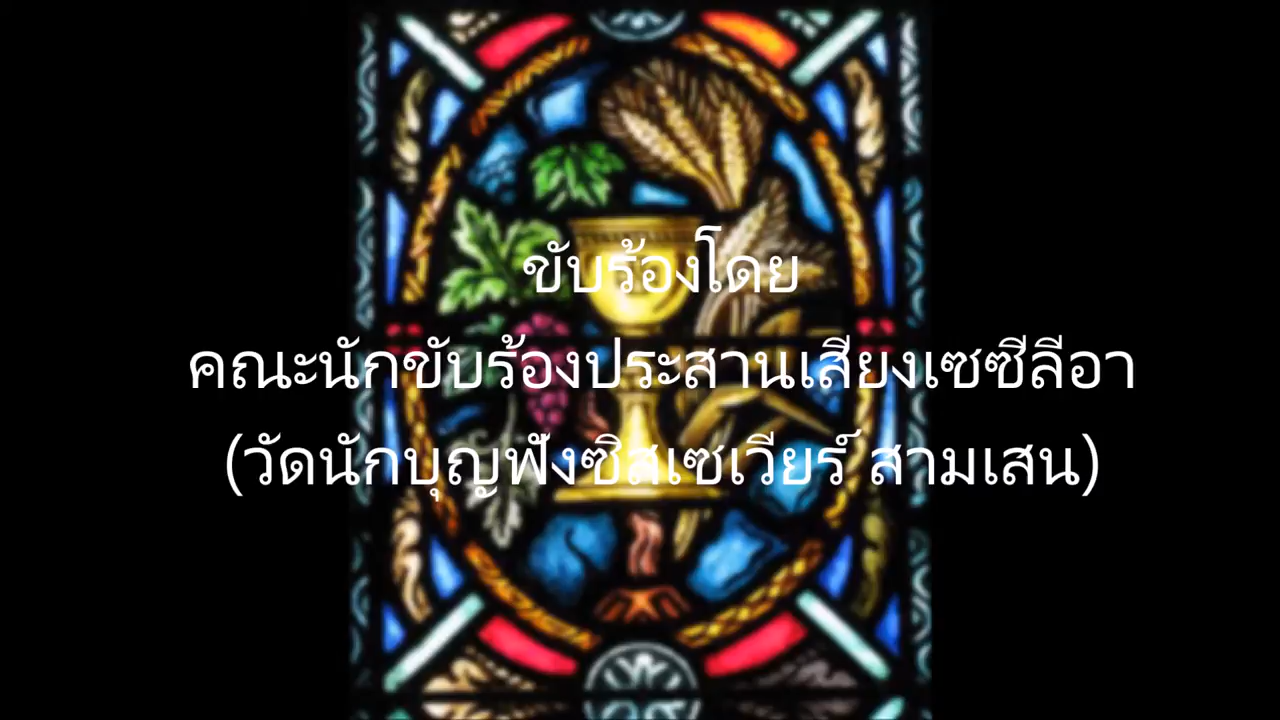 ขับร้องโดย
คณะนักขับร้องประสานเสียงเซซีลีอา
(วัดนักบุญฟังซิสเซเวียร์ สามเสน)